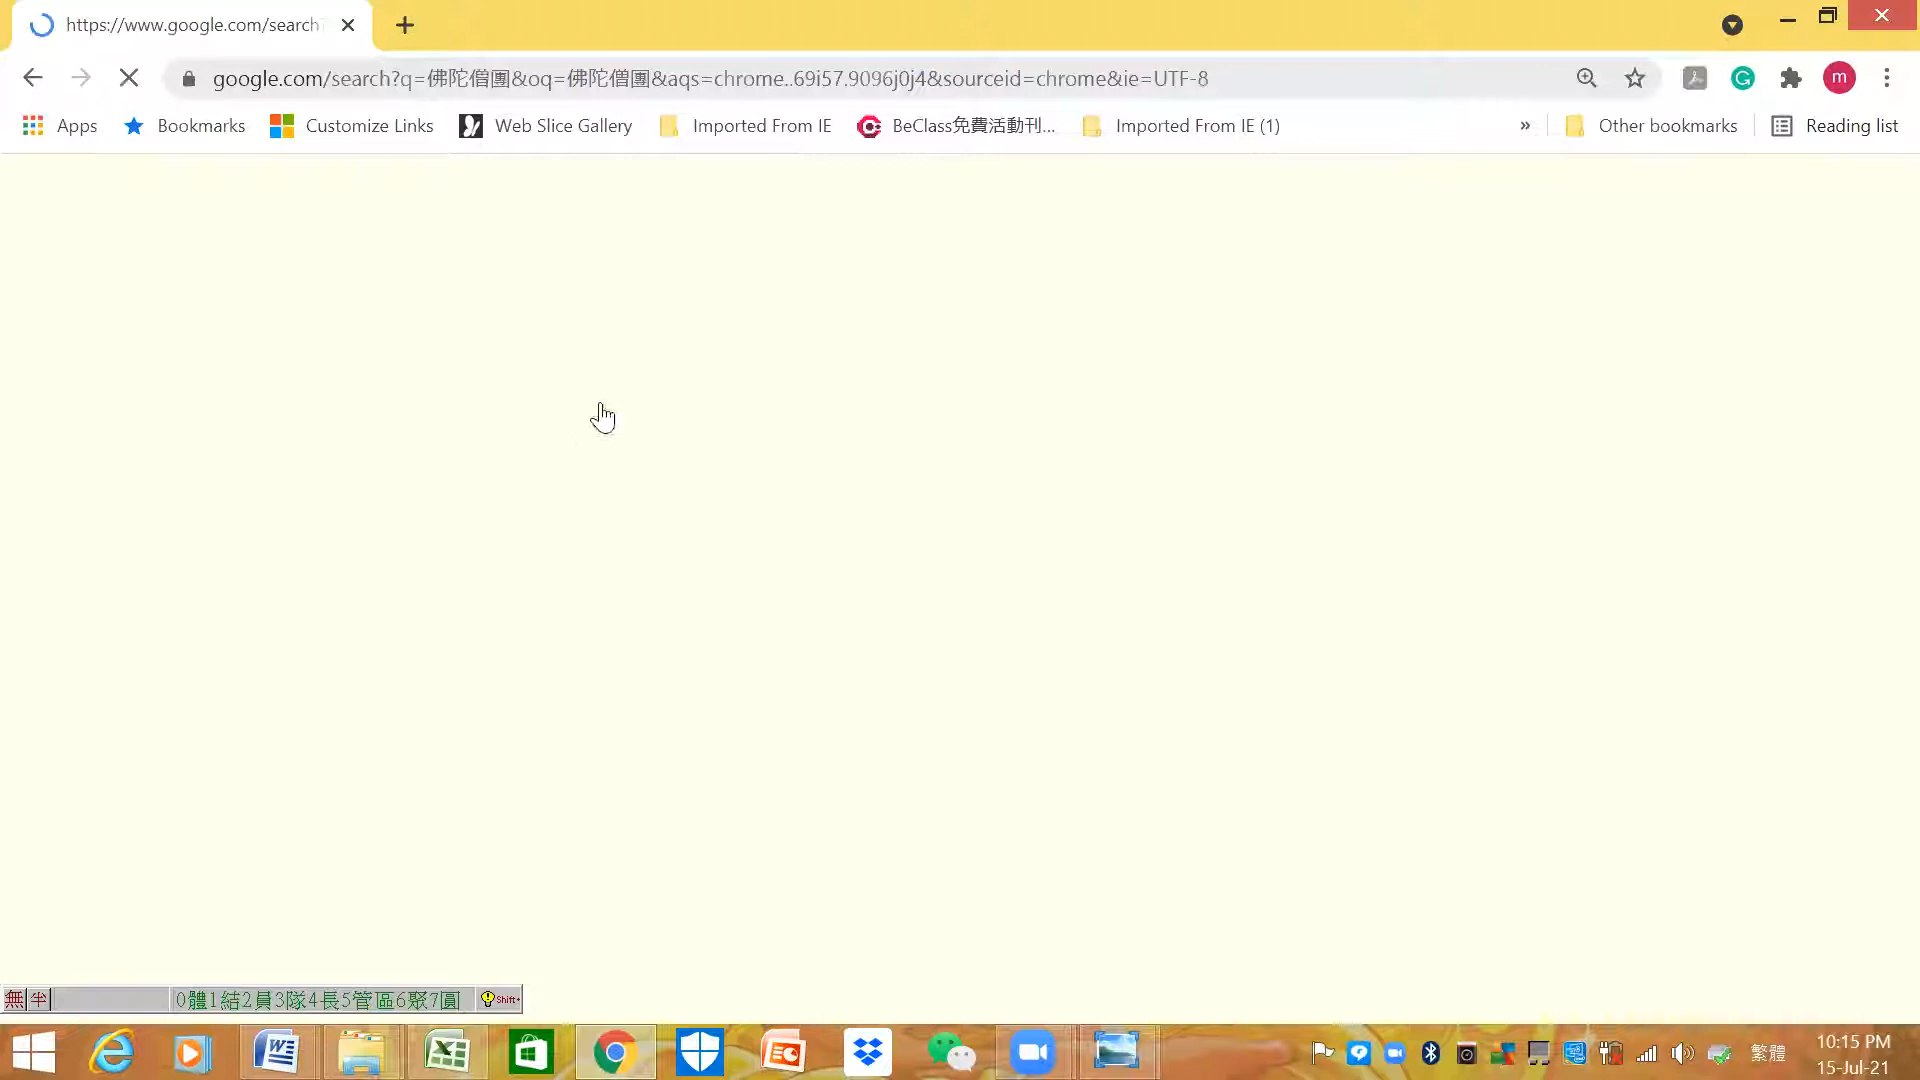 https://www.google.com/search?
google.com/search?q=佛陀僧團&oq=佛陀僧團&aqs=chrome..69i57.9096j0j4&sourceid=chrome&ie=UTF-8
m
Apps
Bookmarks
Customize Links
Web Slice Gallery
Imported From IE
BeClass免費活動刊...
Imported From IE (1)
»
Other bookmarks
Reading list
無 半 0體1結2員3隊4長5管區6聚7圓 Shift+
繁體
10:15 PM
15-Jul-21